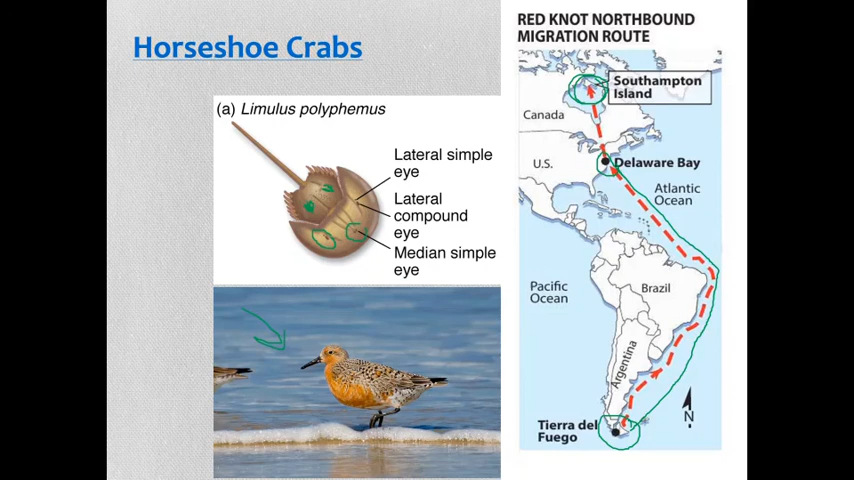 Horseshoe Crabs
(a) Limulus polyphemus
Lateral simple
eye
Lateral
compound
eye
Median simple
eye
RED KNOT NORTHBOUND
MIGRATION ROUTE
Southampton
Island
Canada
U.S.
Delaware Bay
Atlantic
Ocean
Pacific
Ocean
Brazil
Argentina
Tierra del
Fuego
N